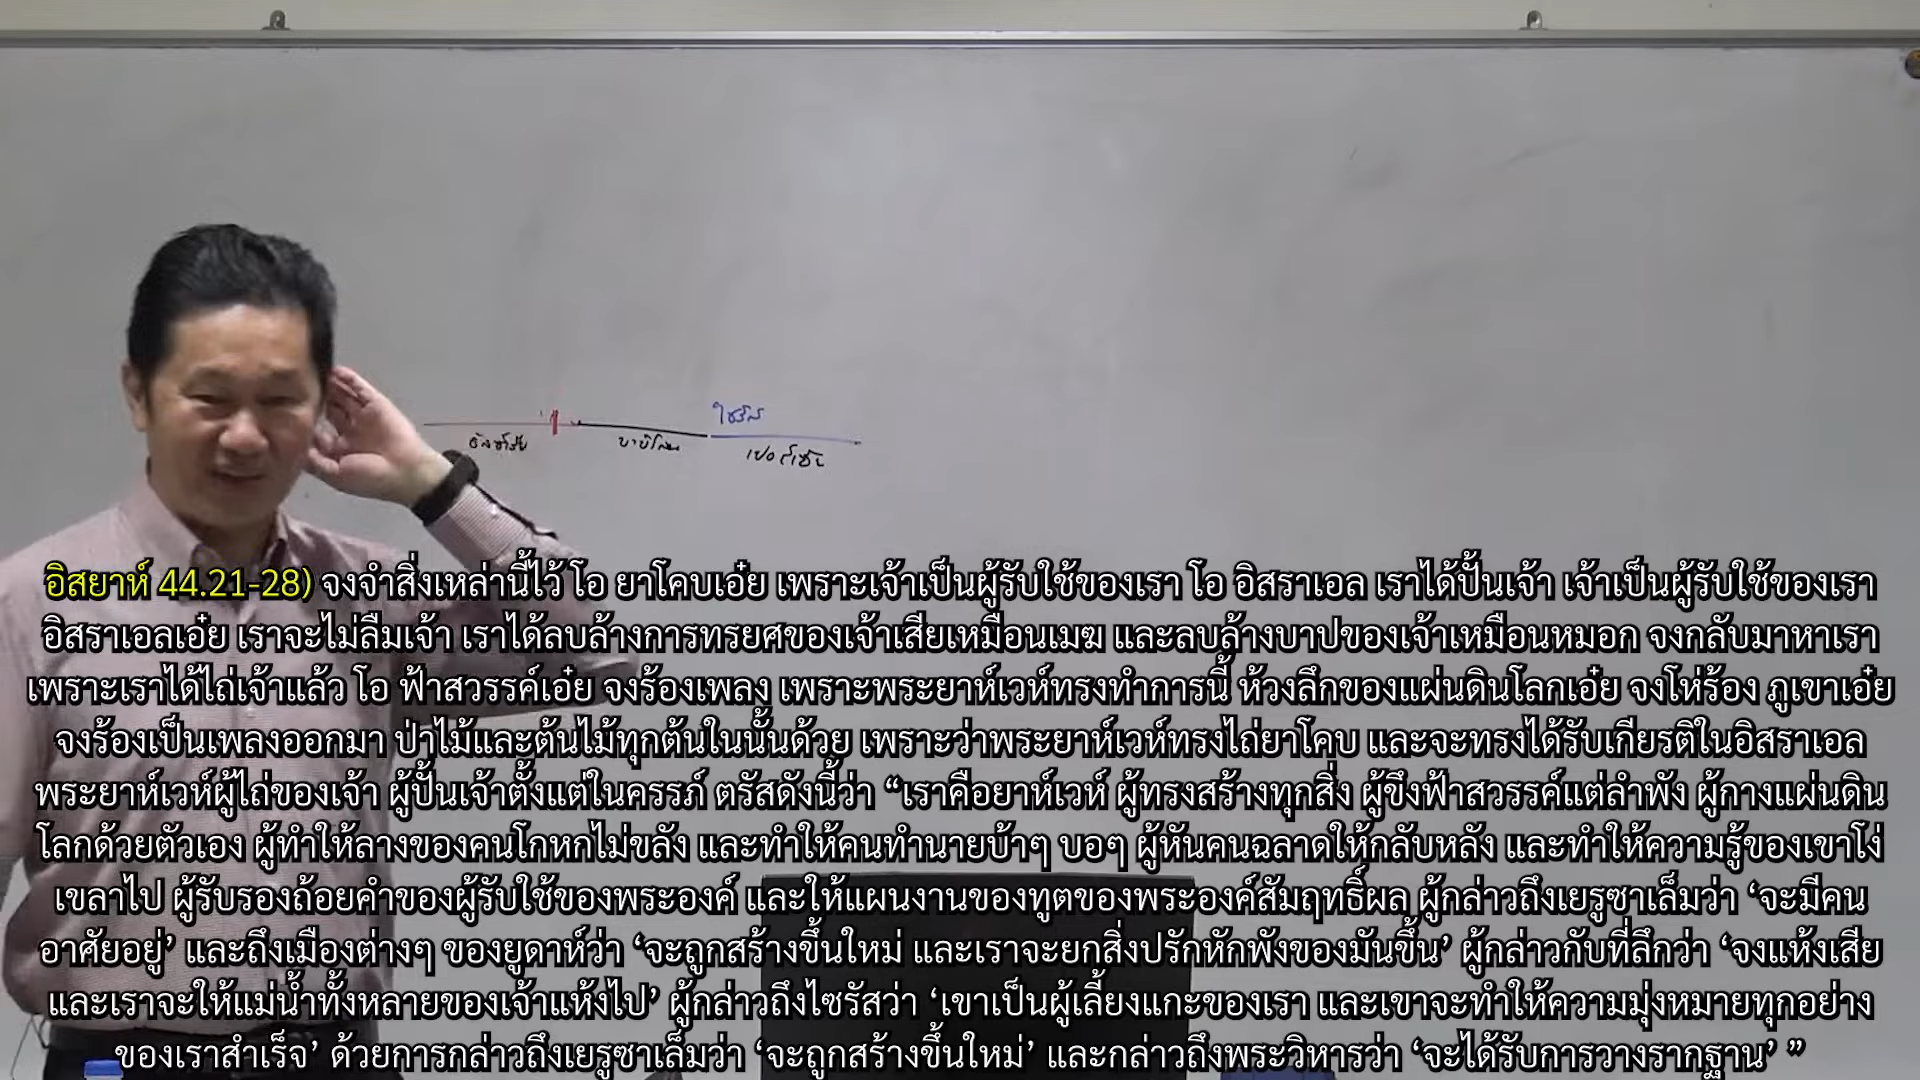 ไซรัส
อัสซีเรีย
บาบิโลน
เปอร์เซีย
อิสยาห์ 44.21-28) จงจำสิ่งเหล่านี้ไว้ โอ ยาโคบเอ๋ย เพราะเจ้าเป็นผู้รับใช้ของเรา โอ อิสราเอล เราได้ปั้นเจ้า เจ้าเป็นผู้รับใช้ของเรา
อิสราเอลเอ๋ย เราจะไม่ลืมเจ้า เราได้ลบล้างการทรยศของเจ้าเสียเหมือนเมฆ และลบล้างบาปของเจ้าเหมือนหมอก จงกลับมาหาเรา
เพราะเราได้ไถ่เจ้าแล้ว โอ ฟ้าสวรรค์เอ๋ย จงร้องเพลง เพราะพระยาห์เวห์ทรงทำการนี้ ห้วงลึกของแผ่นดินโลกเอ๋ย จงโห่ร้อง ภูเขาเอ๋ย
จงร้องเป็นเพลงออกมา ป่าไม้และต้นไม้ทุกต้นในนั้นด้วย เพราะว่าพระยาห์เวห์ทรงไถ่ยาโคบ และจะทรงได้รับเกียรติในอิสราเอล
พระยาห์เวห์ผู้ไถ่ของเจ้า ผู้ปั้นเจ้าตั้งแต่ในครรภ์ ตรัสดังนี้ว่า “เราคือยาห์เวห์ ผู้ทรงสร้างทุกสิ่ง ผู้ขึงฟ้าสวรรค์แต่ลำพัง ผู้กางแผ่นดิน
โลกด้วยตัวเอง ผู้ทำให้ลางของคนโกหกไม่ขลัง และทำให้คนทำนายบ้าๆ บอๆ ผู้หันคนฉลาดให้กลับหลัง และทำให้ความรู้ของเขาโง่
เขลาไป ผู้รับรองถ้อยคำของผู้รับใช้ของพระองค์ และให้แผนงานของทูตของพระองค์สัมฤทธิ์ผล ผู้กล่าวถึงเยรูซาเล็มว่า ‘จะมีคน
อาศัยอยู่’ และถึงเมืองต่างๆ ของยูดาห์ว่า ‘จะถูกสร้างขึ้นใหม่ และเราจะยกสิ่งปรักหักพังของมันขึ้น’ ผู้กล่าวกับที่ลึกว่า ‘จงแห้งเสีย
และเราจะให้แม่น้ำทั้งหลายของเจ้าแห้งไป’ ผู้กล่าวถึงไซรัสว่า ‘เขาเป็นผู้เลี้ยงแกะของเรา และเขาจะทำให้ความมุ่งหมายทุกอย่าง
ของเราสำเร็จ’ ด้วยการกล่าวถึงเยรูซาเล็มว่า ‘จะถูกสร้างขึ้นใหม่’ และกล่าวถึงพระวิหารว่า ‘จะได้รับการวางรากฐาน’ ”